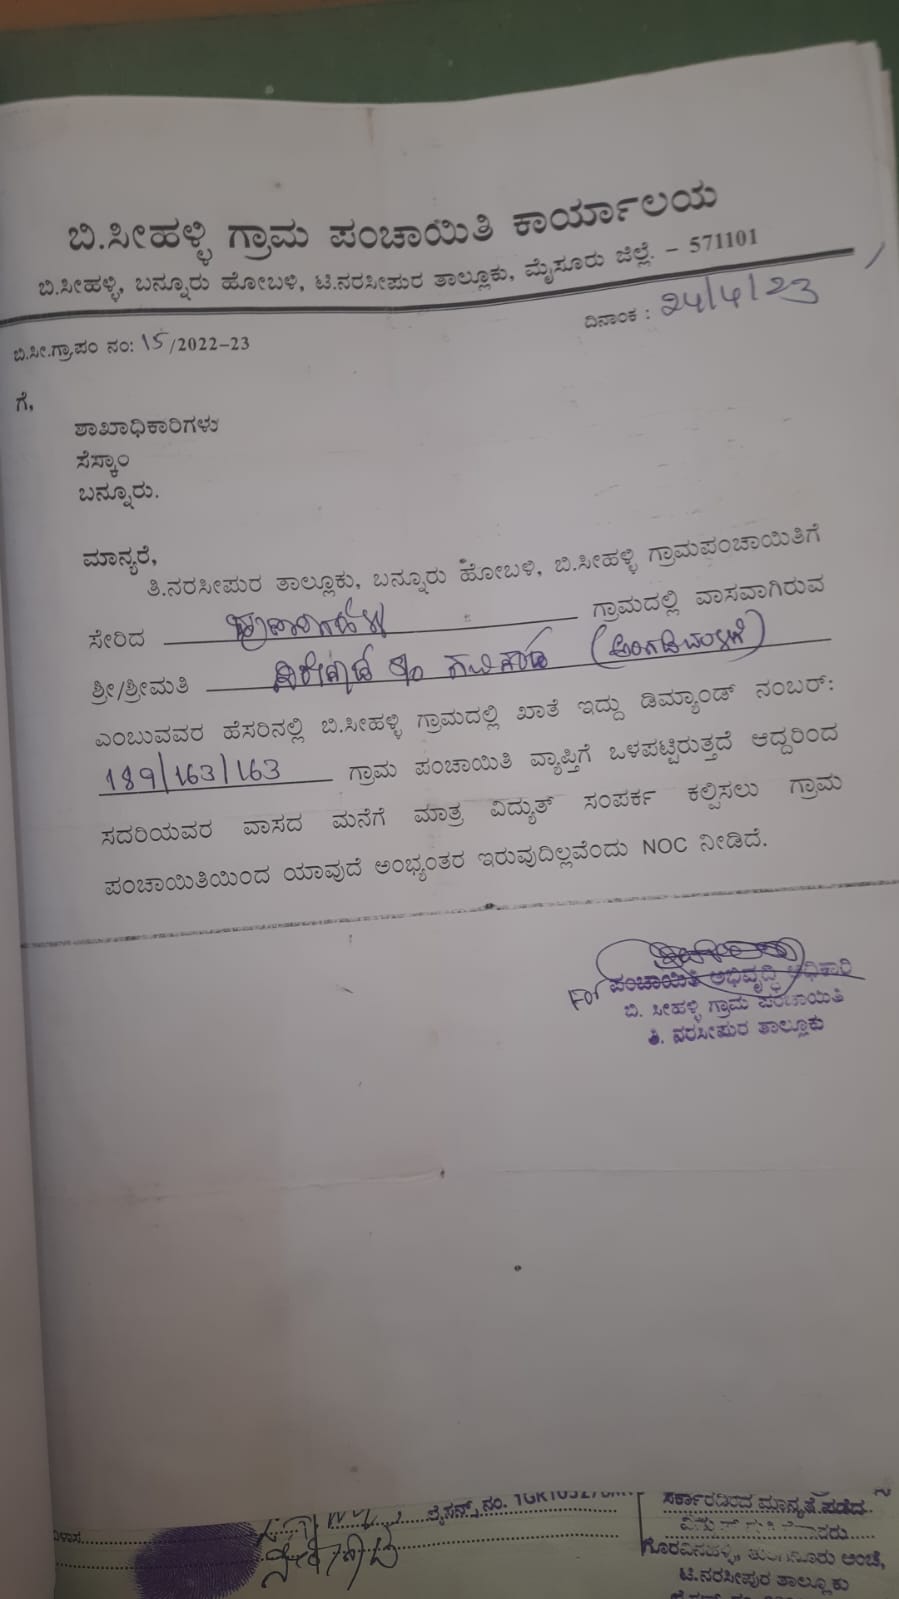 ಬಿ.ಸೀಹಳ್ಳಿ ಗ್ರಾಮ ಪಂಚಾಯಿತಿ ಕಾರ್ಯಾಲಯ
ಬಿ.ಸೀಹಳ್ಳಿ, ಬನ್ನೂರು ಹೋಬಳಿ, ಟಿ.ನರಸೀಪುರ ತಾಲ್ಲೂಕು, ಮೈಸೂರು ಜಿಲ್ಲೆ. – 571101
ಬಿ.ಸೀ.ಗ್ರಾ.ಪಂ ನಂ: 15/2022-23
ದಿನಾಂಕ : 24/4/23
ಗೆ,
ಶಾಖಾಧಿಕಾರಿಗಳು
ಸೆಸ್ಕಾಂ
ಬನ್ನೂರು.
ಮಾನ್ಯರೆ,
ತಿ.ನರಸೀಪುರ ತಾಲ್ಲೂಕು, ಬನ್ನೂರು ಹೋಬಳಿ, ಬಿ.ಸೀಹಳ್ಳಿ ಗ್ರಾಮಪಂಚಾಯಿತಿಗೆ
ಸೇರಿದ ಗ್ರಾಮದಲ್ಲಿ ವಾಸವಾಗಿರುವ
ಶ್ರೀ/ಶ್ರೀಮತಿ
ಎಂಬುವವರ ಹೆಸರಿನಲ್ಲಿ ಬಿ.ಸೀಹಳ್ಳಿ ಗ್ರಾಮದಲ್ಲಿ ಖಾತೆ ಇದ್ದು ಡಿಮ್ಯಾಂಡ್ ನಂಬರ್:
189/163/163 ಗ್ರಾಮ ಪಂಚಾಯಿತಿ ವ್ಯಾಪ್ತಿಗೆ ಒಳಪಟ್ಟಿರುತ್ತದೆ ಆದ್ದರಿಂದ
ಸದರಿಯವರ ವಾಸದ ಮನೆಗೆ ಮಾತ್ರ ವಿದ್ಯುತ್ ಸಂಪರ್ಕ ಕಲ್ಪಿಸಲು ಗ್ರಾಮ
ಪಂಚಾಯಿತಿಯಿಂದ ಯಾವುದೆ ಅಂಭ್ಯಂತರ ಇರುವುದಿಲ್ಲವೆಂದು NOC ನೀಡಿದೆ.
For ಪಂಚಾಯಿತಿ ಅಭಿವೃದ್ಧಿ ಅಧಿಕಾರಿ
ಬಿ. ಸೀಹಳ್ಳಿ ಗ್ರಾಮ ಪಂಚಾಯಿತಿ
ತಿ. ನರಸೀಪುರ ತಾಲ್ಲೂಕು
ಲೈಸನ್ಸ್ ನಂ.
ಸರ್ಕಾರದಿಂದ ಮಾನ್ಯತೆ ಪಡೆದ
ಅಂಚೆ,
ಟಿ.ನರಸೀಪುರ ತಾಲ್ಲೂಕು